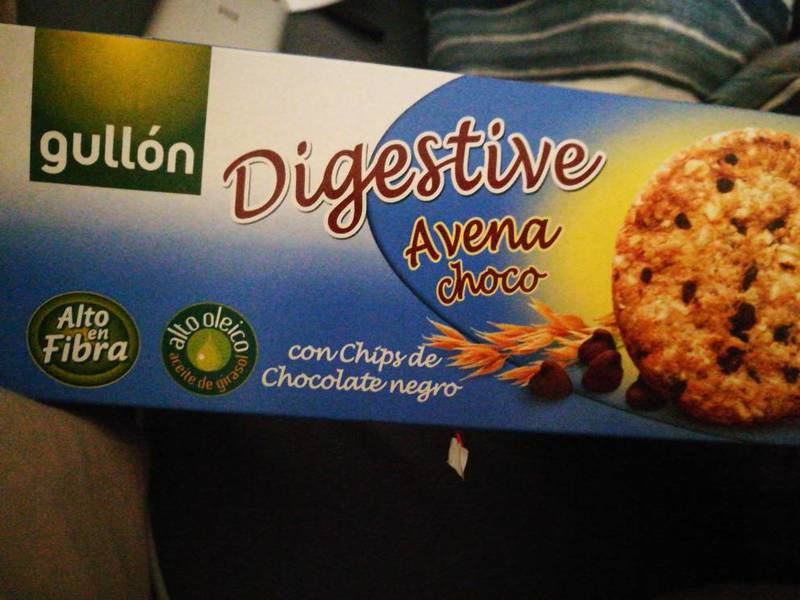 gullón
Digestive
Avena
choco
Alto
en
Fibra
alto oleico
aceite de girasol
con Chips de
Chocolate negro